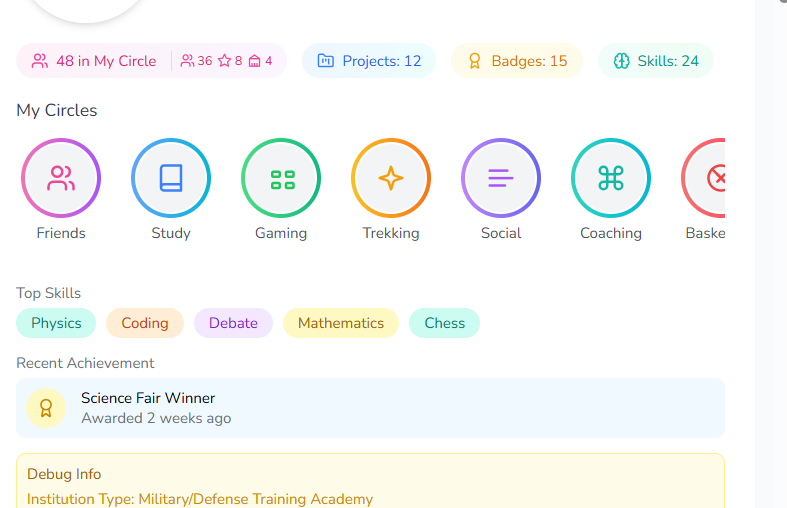 48 in My Circle 36 8 4 Projects: 12 Badges: 15 Skills: 24
My Circles
Friends Study Gaming Trekking Social Coaching Baske
Top Skills
Physics Coding Debate Mathematics Chess
Recent Achievement
Science Fair Winner
Awarded 2 weeks ago
Debug Info
Institution Type: Military/Defense Training Academy